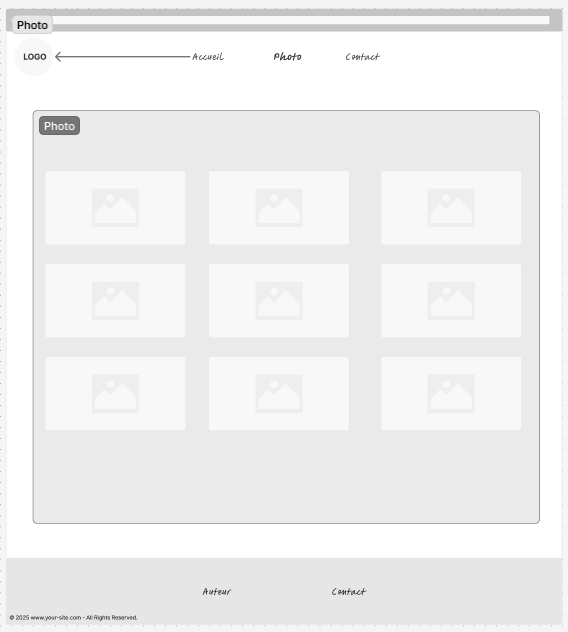 Photo
LOGO Accueil Photo Contact
Photo
Auteur Contact
© 2025 www.your-site.com - All Rights Reserved.